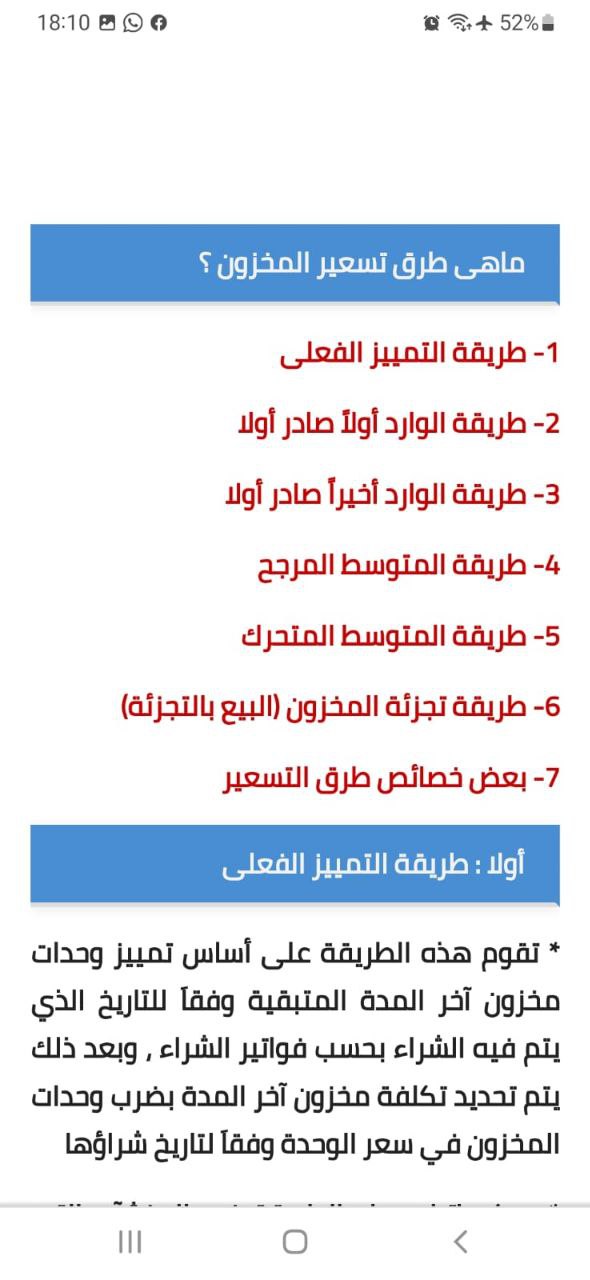 18:10
52%
ماهى طرق تسعير المخزون ؟
1- طريقة التمييز الفعلى
2- طريقة الوارد أولاً صادر أولا
3- طريقة الوارد أخيراً صادر أولا
4- طريقة المتوسط المرجح
5- طريقة المتوسط المتحرك
6- طريقة تجزئة المخزون (البيع بالتجزئة)
7- بعض خصائص طرق التسعير
أولا : طريقة التمييز الفعلى
* تقوم هذه الطريقة على أساس تمييز وحدات
مخزون آخر المدة المتبقية وفقاً للتاريخ الذي
يتم فيه الشراء بحسب فواتير الشراء , وبعد ذلك
يتم تحديد تكلفة مخزون آخر المدة بضرب وحدات
المخزون في سعر الوحدة وفقاً لتاريخ شراؤها